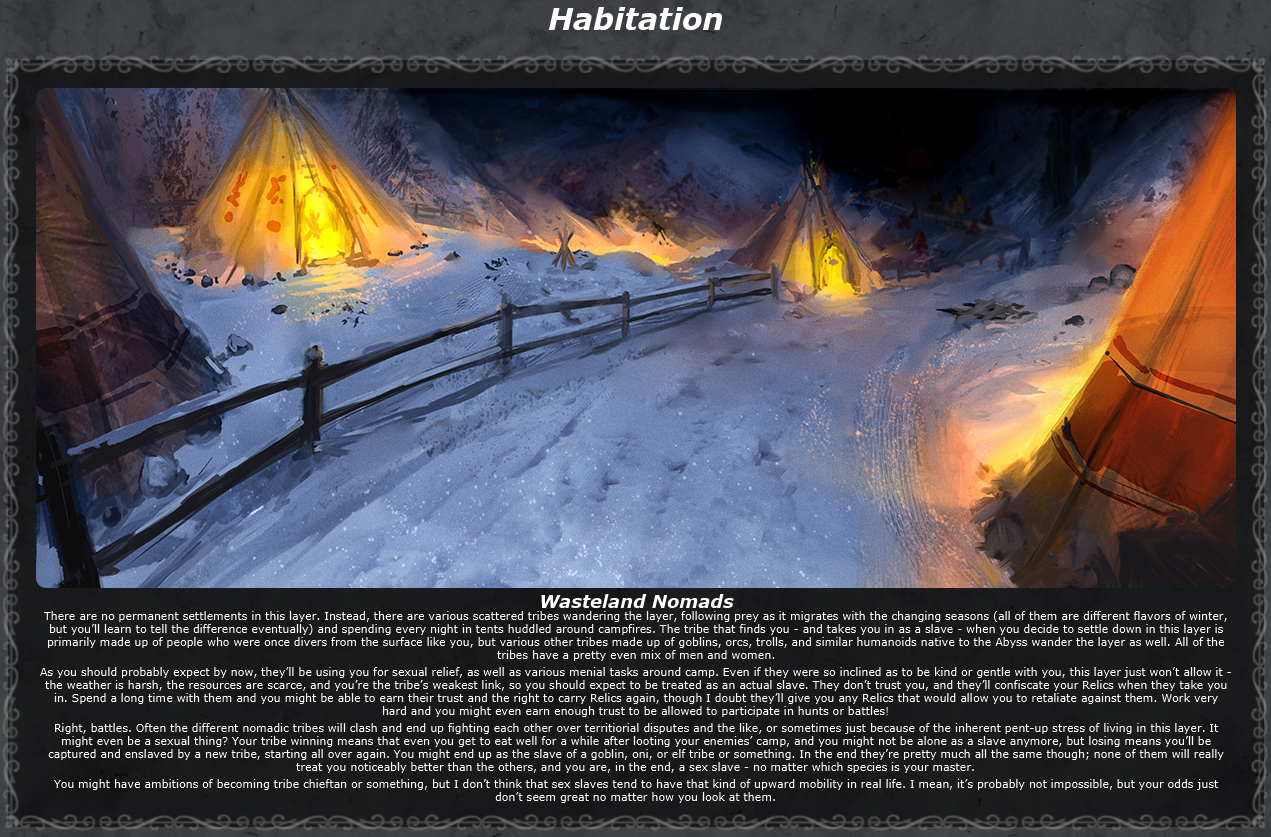 Habitation
Wasteland Nomads
There are no permanent settlements in this layer. Instead, there are various scattered tribes wandering the layer, following prey as it migrates with the changing seasons (all of them are different flavors of winter,
but you’ll learn to tell the difference eventually) and spending every night in tents huddled around campfires. The tribe that finds you - and takes you in as a slave - when you decide to settle down in this layer is
primarily made up of people who were once divers from the surface like you, but various other tribes made up of goblins, orcs, trolls, and similar humanoids native to the Abyss wander the layer as well. All of the
tribes have a pretty even mix of men and women.
As you should probably expect by now, they’ll be using you for sexual relief, as well as various menial tasks around camp. Even if they were so inclined as to be kind or gentle with you, this layer just won’t allow it -
the weather is harsh, the resources are scarce, and you’re the tribe’s weakest link, so you should expect to be treated as an actual slave. They don’t trust you, and they’ll confiscate your Relics when they take you
in. Spend a long time with them and you might be able to earn their trust and the right to carry Relics again, though I doubt they’ll give you any Relics that would allow you to retaliate against them. Work very
hard and you might even earn enough trust to be allowed to participate in hunts or battles!
Right, battles. Often the different nomadic tribes will clash and end up fighting each other over territiorial disputes and the like, or sometimes just because of the inherent pent-up stress of living in this layer. It
might even be a sexual thing? Your tribe winning means that even you get to eat well for a while after looting your enemies’ camp, and you might not be alone as a slave anymore, but losing means you’ll be
captured and enslaved by a new tribe, starting all over again. You might end up as the slave of a goblin, oni, or elf tribe or something. In the end they’re pretty much all the same though; none of them will really
treat you noticeably better than the others, and you are, in the end, a sex slave - no matter which species is your master.
You might have ambitions of becoming tribe chieftan or something, but I don’t think that sex slaves tend to have that kind of upward mobility in real life. I mean, it’s probably not impossible, but your odds just
don’t seem great no matter how you look at them.